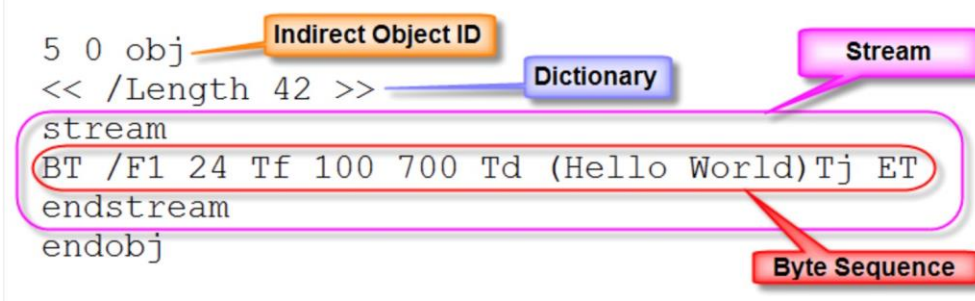 5 0 obj
Indirect Object ID
<< /Length 42 >>
Dictionary
Stream
stream
BT /F1 24 Tf 100 700 Td (Hello World)Tj ET
endstream
endobj
Byte Sequence